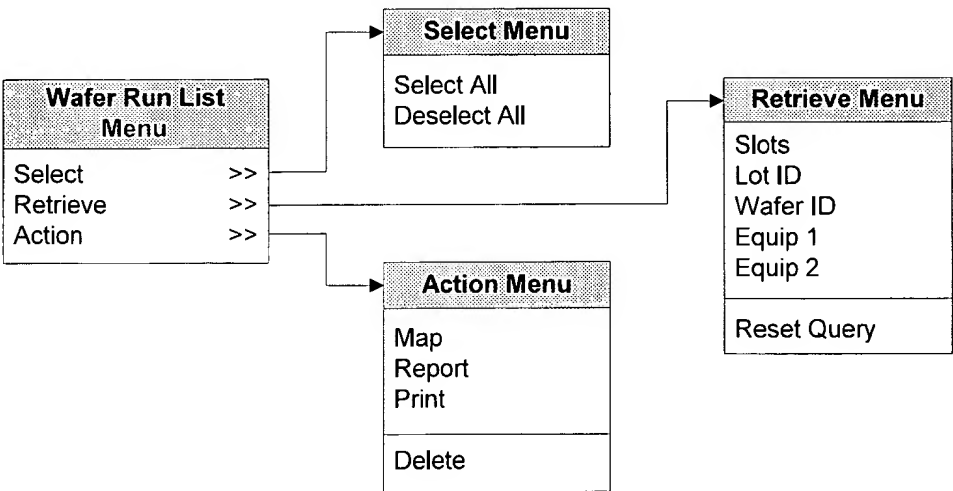 Wafer Run List
Menu
Select >>
Retrieve >>
Action >>
Select Menu
Select All
Deselect All
Retrieve Menu
Slots
Lot ID
Wafer ID
Equip 1
Equip 2
Reset Query
Action Menu
Map
Report
Print
Delete